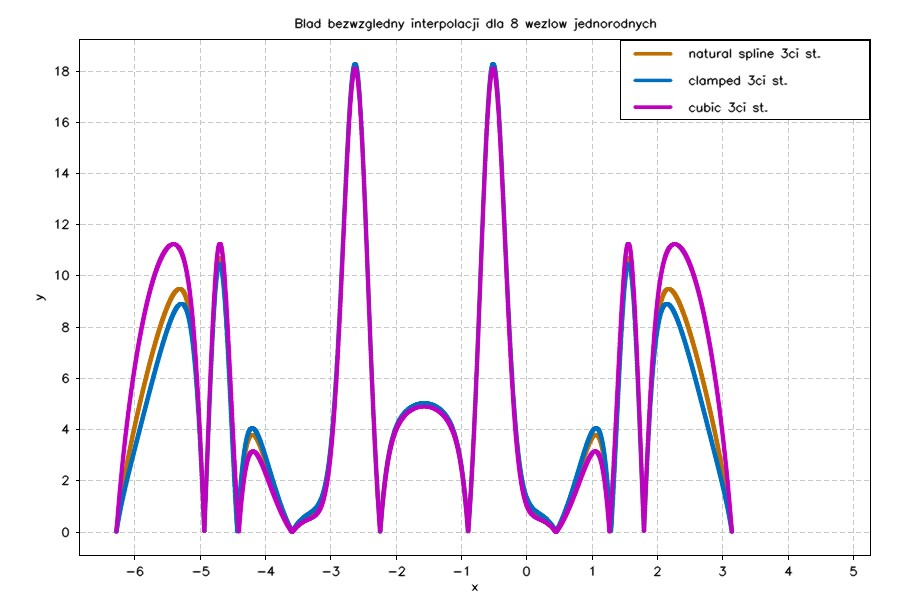 Blad bezwzgledny interpolacji dla 8 wezlow jednorodnych
natural spline 3ci st.
clamped 3ci st.
cubic 3ci st.
18
16
14
12
10
8
6
4
2
0
y
-6 -5 -4 -3 -2 -1 0 1 2 3 4 5
x